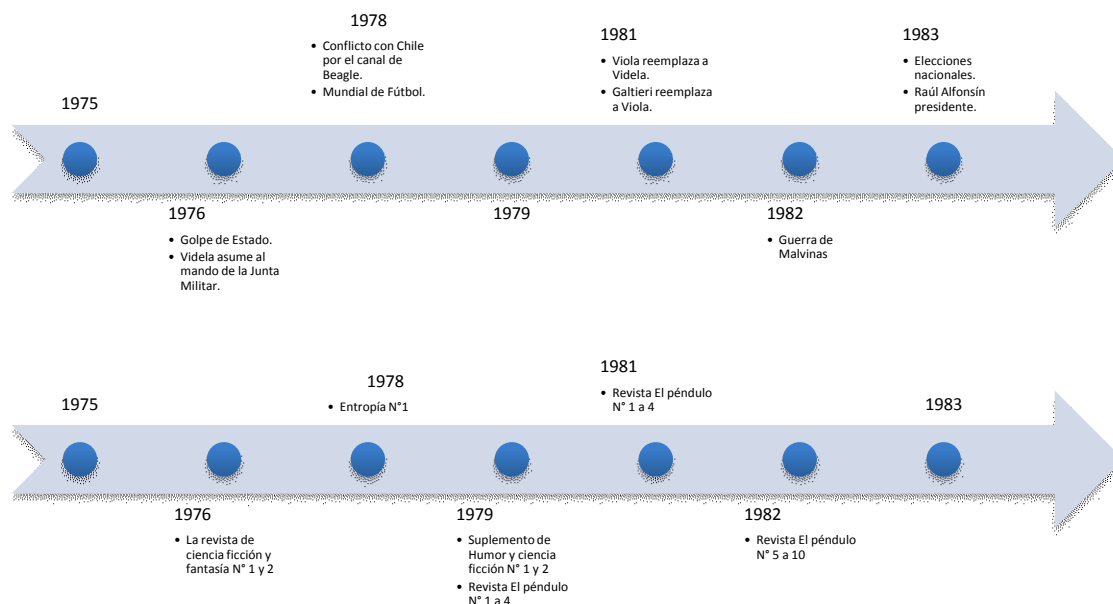 1975
1976
• Golpe de Estado.
• Videla asume al
mando de la Junta
Militar.
1978
• Conflicto con Chile
por el canal de
Beagle.
• Mundial de Fútbol.
1979
1981
• Viola reemplaza a
Videla.
• Galtieri reemplaza
a Viola.
1982
• Guerra de
Malvinas
1983
• Elecciones
nacionales.
• Raúl Alfonsín
presidente.
1975
1976
• La revista de
ciencia ficción y
fantasía N° 1 y 2
1978
• Entropía N°1
1979
• Suplemento de
Humor y ciencia
ficción N° 1 y 2
• Revista El péndulo
N° 1 a 4
1981
• Revista El péndulo
N° 1 a 4
1982
• Revista El péndulo
N° 5 a 10
1983